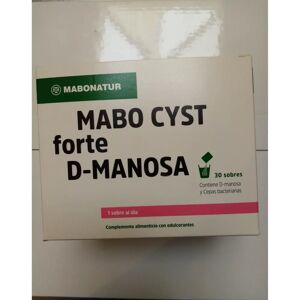 MABONATUR
MABO CYST
forte
D-MANOSA
30 sobres
Contiene D-manosa
y Cepas bacterianas
1 sobre al día
Complemento alimenticio con edulcorantes